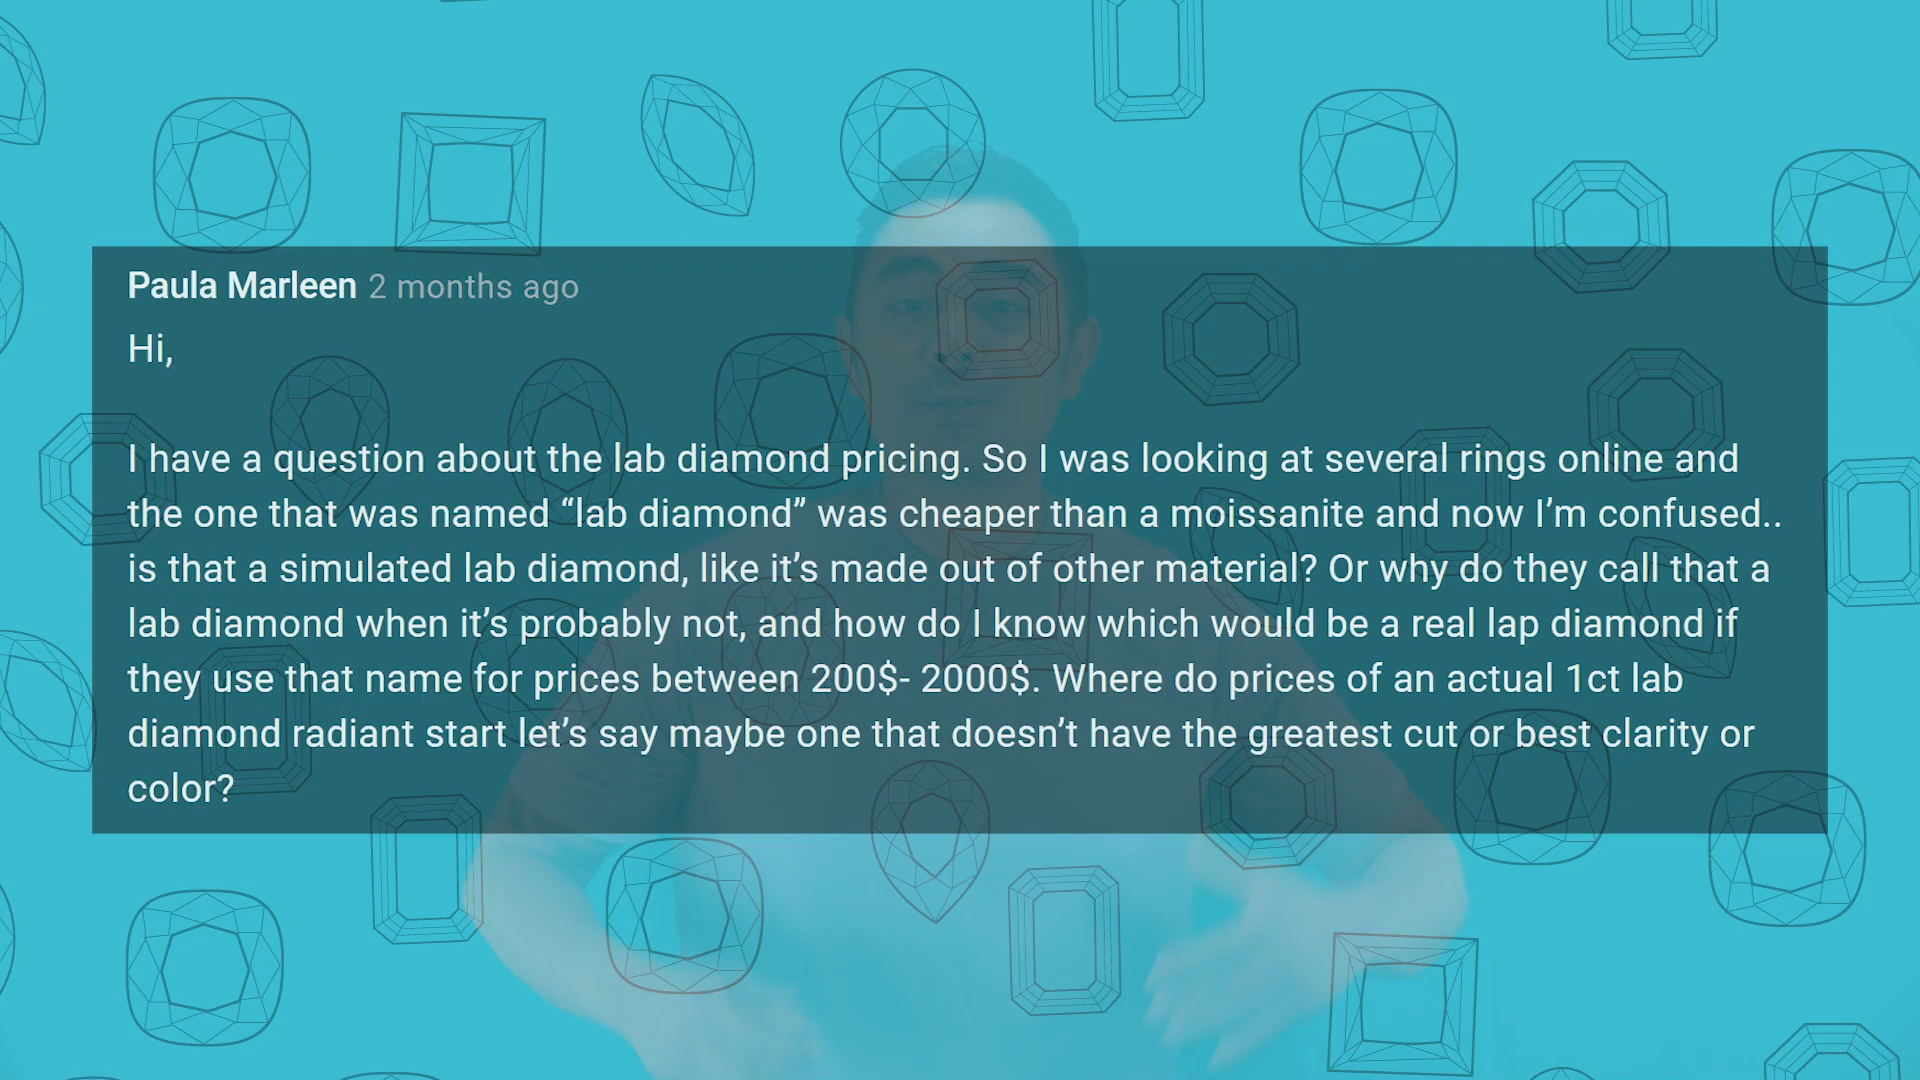 Paula Marleen 2 months ago
Hi,
I have a question about the lab diamond pricing. So I was looking at several rings online and
the one that was named “lab diamond” was cheaper than a moissanite and now I’m confused..
is that a simulated lab diamond, like it’s made out of other material? Or why do they call that a
lab diamond when it’s probably not, and how do I know which would be a real lap diamond if
they use that name for prices between 200$- 2000$. Where do prices of an actual 1ct lab
diamond radiant start let’s say maybe one that doesn’t have the greatest cut or best clarity or
color?